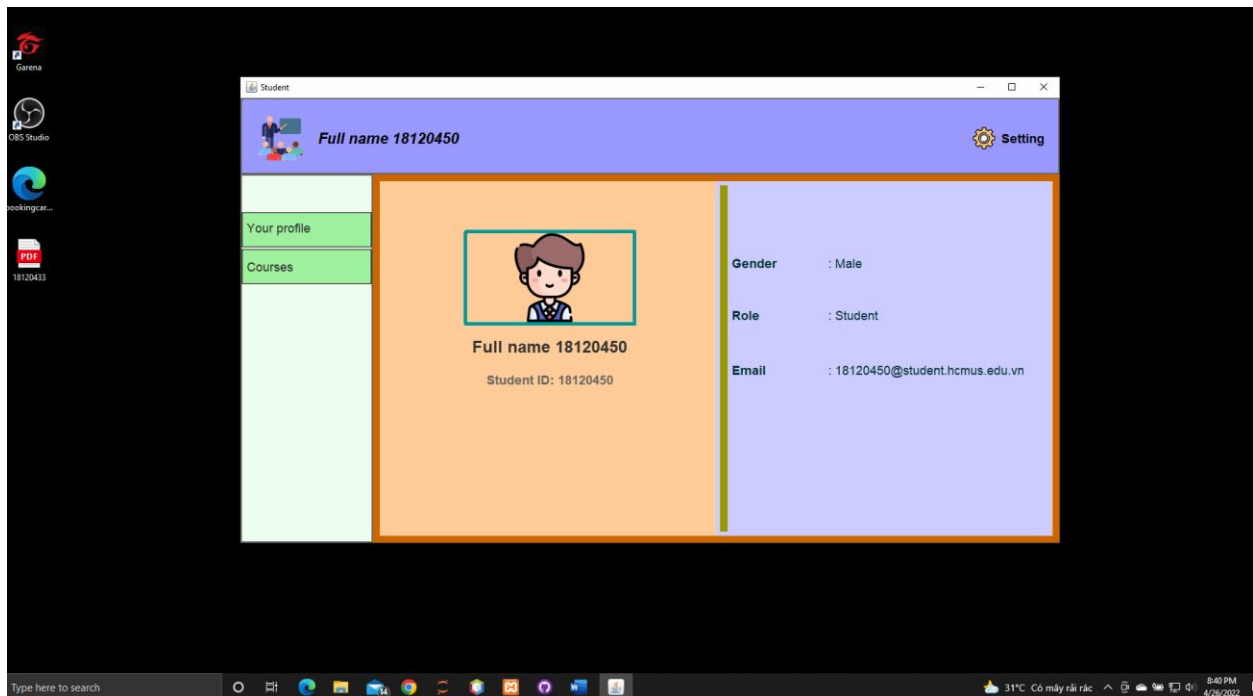 Garena
OBS Studio
bookingcar...
PDF
18120433
Student
Full name 18120450
Setting
Your profile
Courses
Full name 18120450
Student ID: 18120450
Gender : Male
Role : Student
Email : 18120450@student.hcmus.edu.vn
Type here to search
31°C Có mây rải rác
8:40 PM
4/26/2022